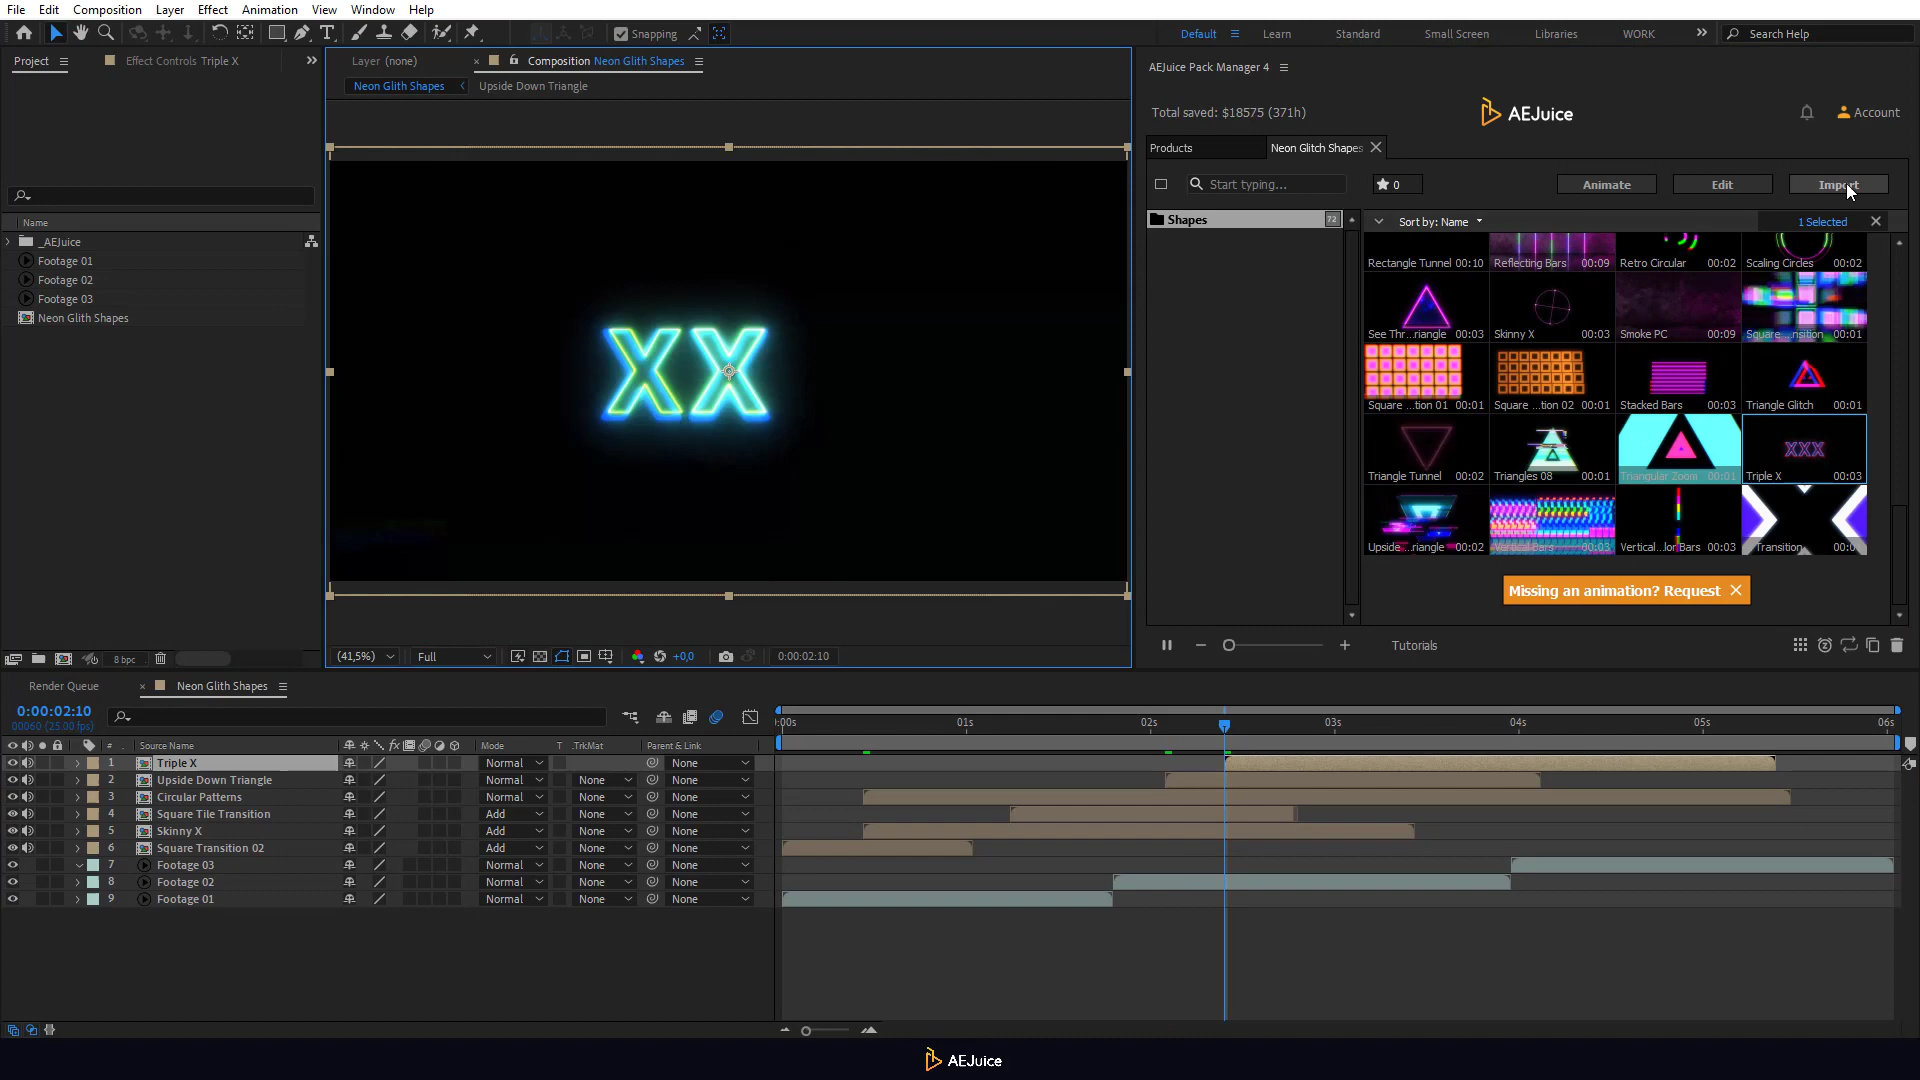 File Edit Composition Layer Effect Animation View Window Help
Snapping
Default Learn Standard Small Screen Libraries WORK Search Help
Project Effect Controls Triple X
Layer (none) Composition Neon Glith Shapes
AEJuice Pack Manager 4
Neon Glith Shapes Upside Down Triangle
Total saved: $18575 (371h) AEJuice Account
Products Neon Glitch Shapes
Start typing... 0 Animate Edit Import
Name
_AEJuice
Footage 01
Footage 02
Footage 03
Neon Glith Shapes
XX
Shapes 72
Sort by: Name 1 Selected
Rectangle Tunnel 00:10 Reflecting Bars 00:09 Retro Circular 00:02 Scaling Circles 00:02
See Thr...riangle 00:03 Skinny X 00:03 Smoke PC 00:09 Square ...nsition 00:01
Square ...tion 01 00:01 Square ...tion 02 00:01 Stacked Bars 00:03 Triangle Glitch 00:01
XXX
Triangle Tunnel 00:02 Triangles 08 00:01 Triangular Zoom 00:01 Triple X 00:03
Upside ...riangle 00:02 Vertical Bars 00:03 Vertical...lor Bars 00:03 Transition
Missing an animation? Request
8 bpc
(41,5%) Full +0,0 0:00:02:10
Tutorials
Render Queue Neon Glith Shapes
0:00:02:10
00060 (25.00 fps)
:00s 01s 02s 03s 04s 05s 06s
# Source Name fx Mode T .TrkMat Parent & Link
1 Triple X Normal None
2 Upside Down Triangle Normal None None
3 Circular Patterns Normal None None
4 Square Tile Transition Add None None
5 Skinny X Add None None
6 Square Transition 02 Add None None
7 Footage 03 Normal None None
8 Footage 02 Normal None None
9 Footage 01 Normal None None
AEJuice